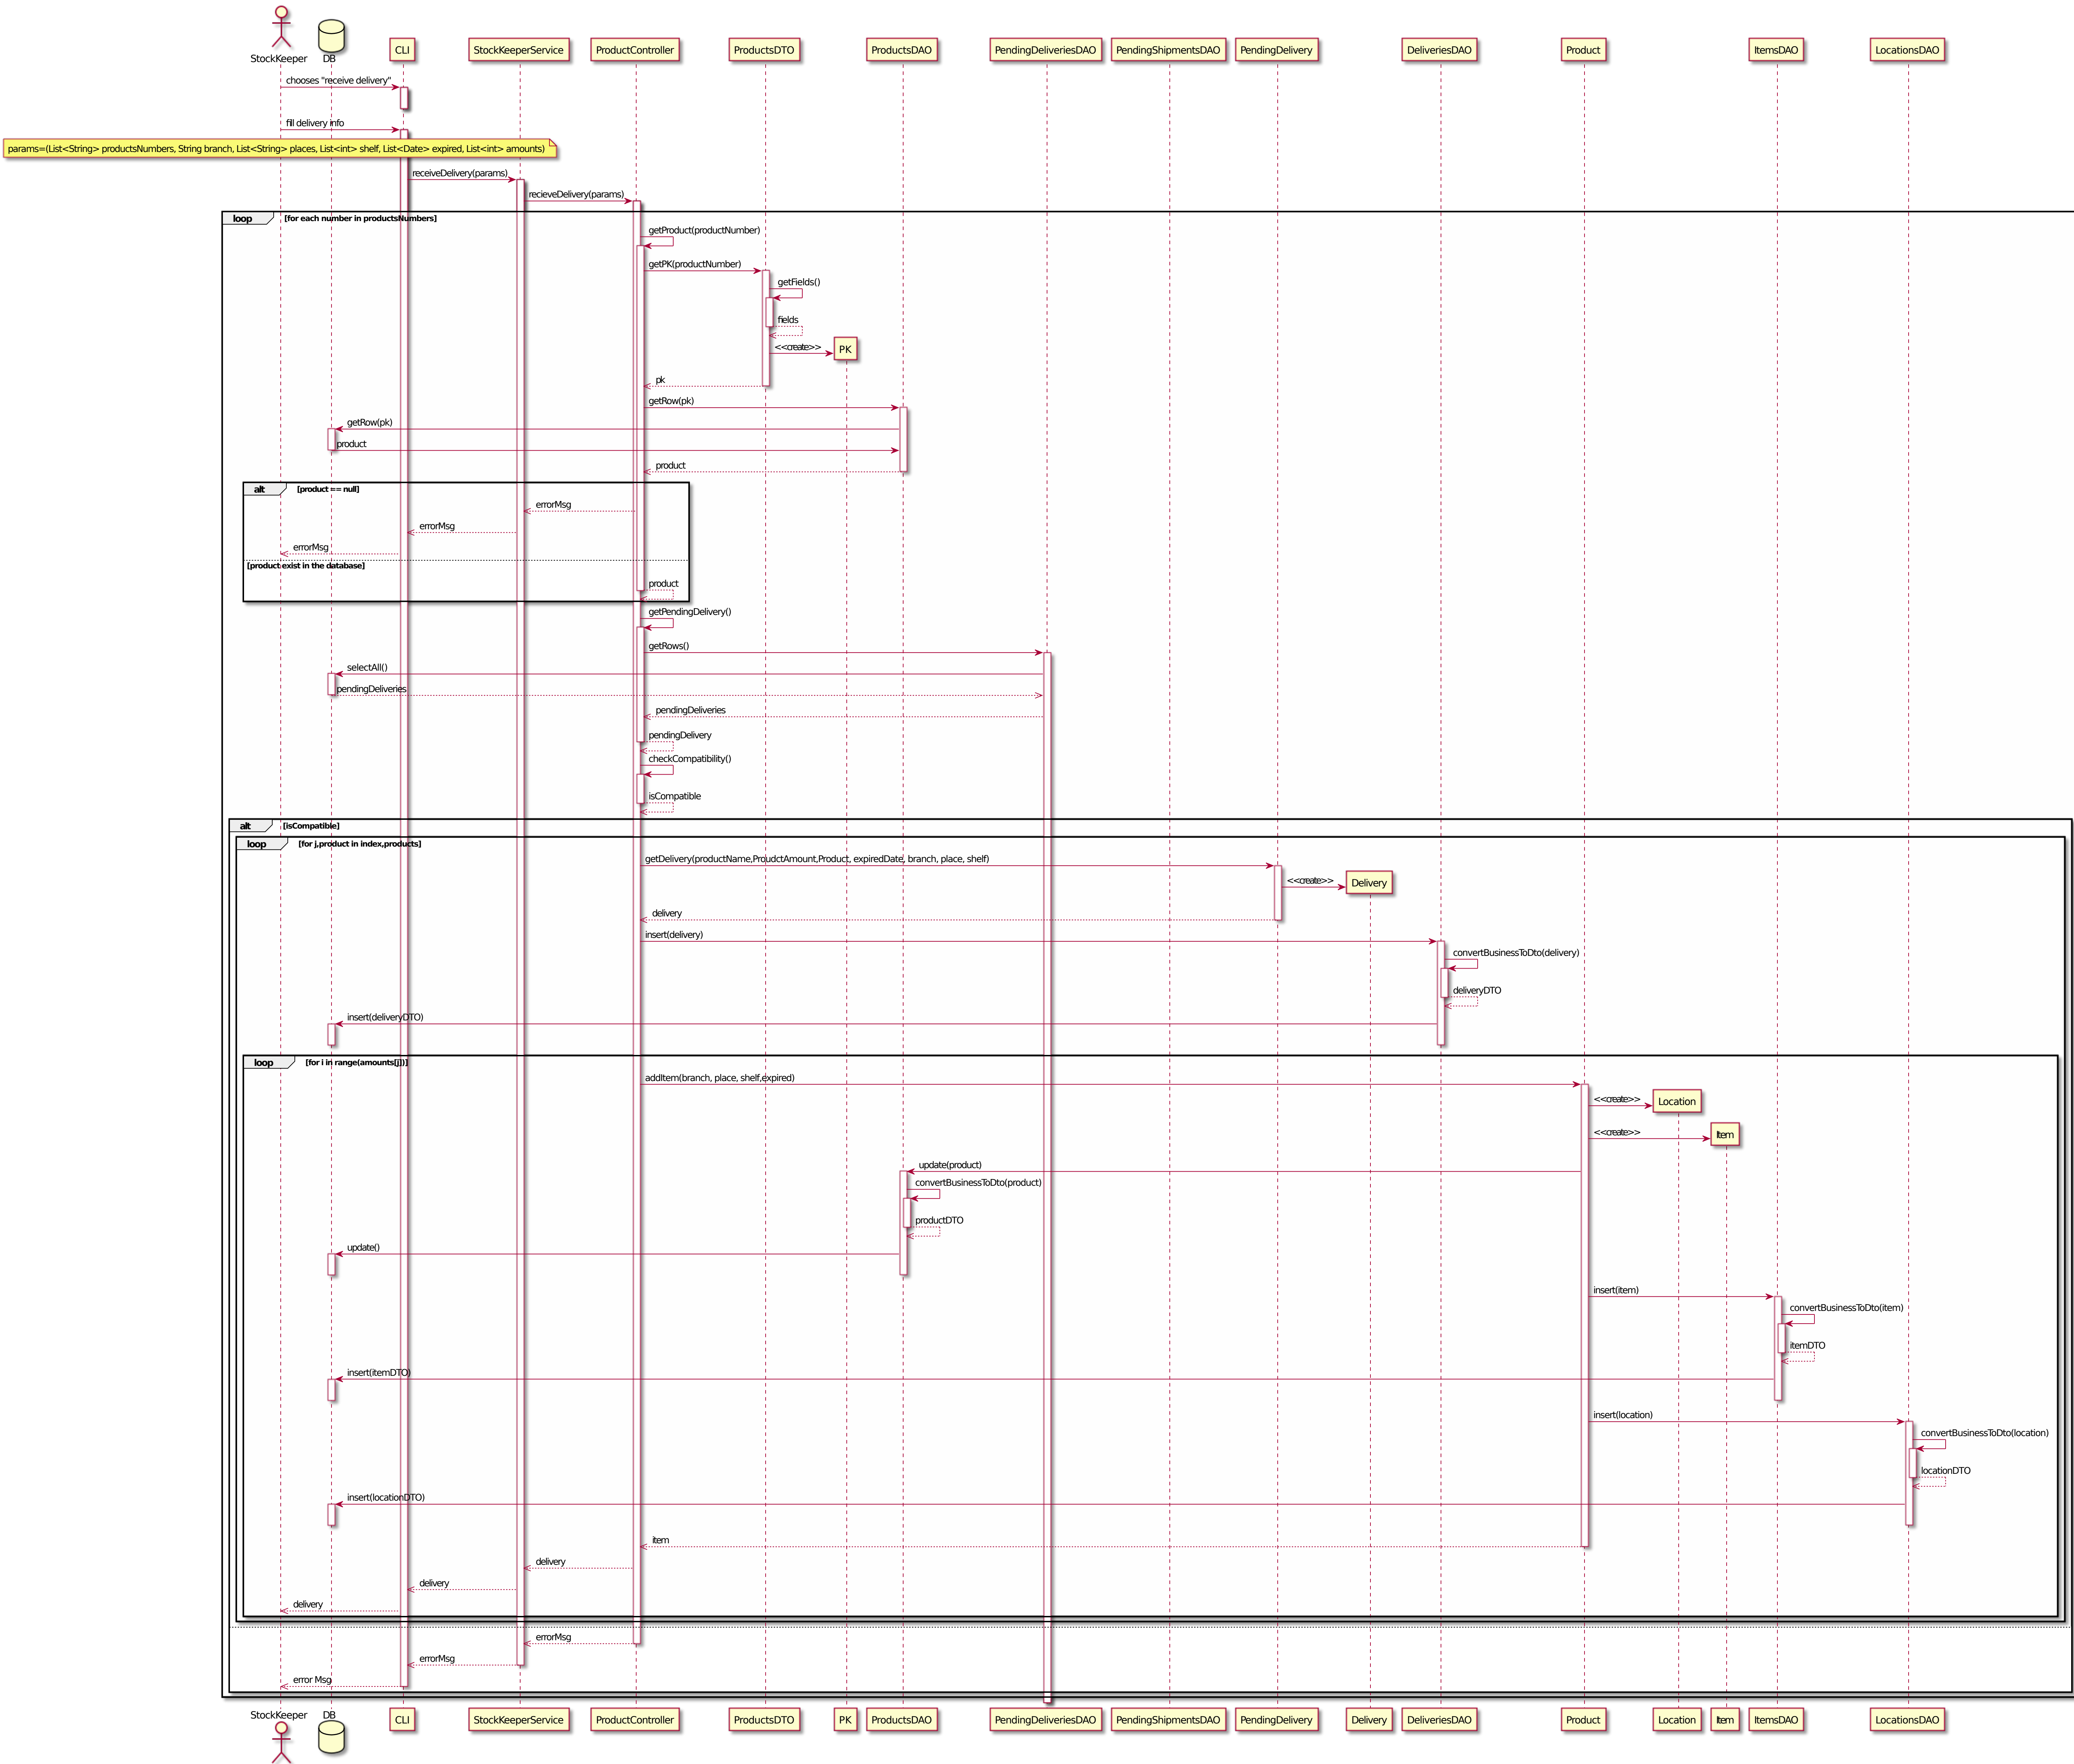 StockKeeper
DB
CLI
StockKeeperService
ProductController
ProductsDTO
ProductsDAO
PendingDeliveriesDAO
PendingShipmentsDAO
PendingDelivery
DeliveriesDAO
Product
ItemsDAO
LocationsDAO
chooses "receive delivery"
fill delivery info
params=(List<String> productsNumbers, String branch, List<String> places, List<int> shelf, List<Date> expired, List<int> amounts)
receiveDelivery(params)
recieveDelivery(params)
loop [for each number in productsNumbers]
getProduct(productNumber)
getPK(productNumber)
getFields()
fields
<<create>>
PK
pk
getRow(pk)
getRow(pk)
product
product
alt [product == null]
errorMsg
errorMsg
errorMsg
[product exist in the database]
product
getPendingDelivery()
getRows()
selectAll()
pendingDeliveries
pendingDeliveries
pendingDelivery
checkCompatibility()
isCompatible
alt [isCompatible]
loop [for j,product in index,products]
getDelivery(productName,ProudctAmount,Product, expiredDate, branch, place, shelf)
<<create>>
Delivery
delivery
insert(delivery)
convertBusinessToDto(delivery)
deliveryDTO
insert(deliveryDTO)
loop [for i in range(amounts[j])]
addItem(branch, place, shelf,expired)
<<create>>
Location
<<create>>
Item
update(product)
convertBusinessToDto(product)
productDTO
update()
insert(item)
convertBusinessToDto(item)
itemDTO
insert(itemDTO)
insert(location)
convertBusinessToDto(location)
locationDTO
insert(locationDTO)
item
delivery
delivery
delivery
errorMsg
errorMsg
error Msg
StockKeeper
DB
CLI
StockKeeperService
ProductController
ProductsDTO
PK
ProductsDAO
PendingDeliveriesDAO
PendingShipmentsDAO
PendingDelivery
Delivery
DeliveriesDAO
Product
Location
Item
ItemsDAO
LocationsDAO